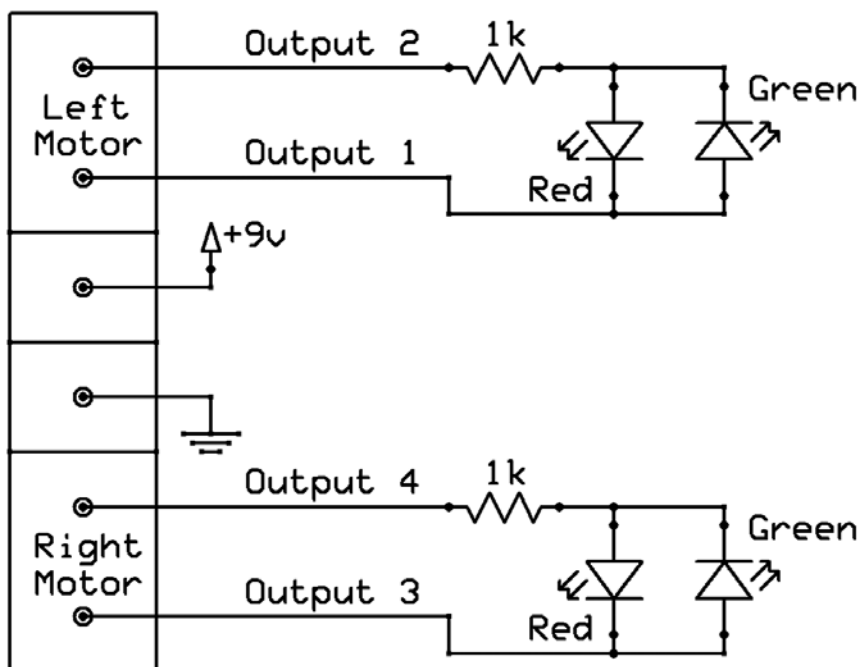 Output 2
1k
Green
Left
Motor
Output 1
Red
+9v
Output 4
1k
Green
Right
Motor
Output 3
Red